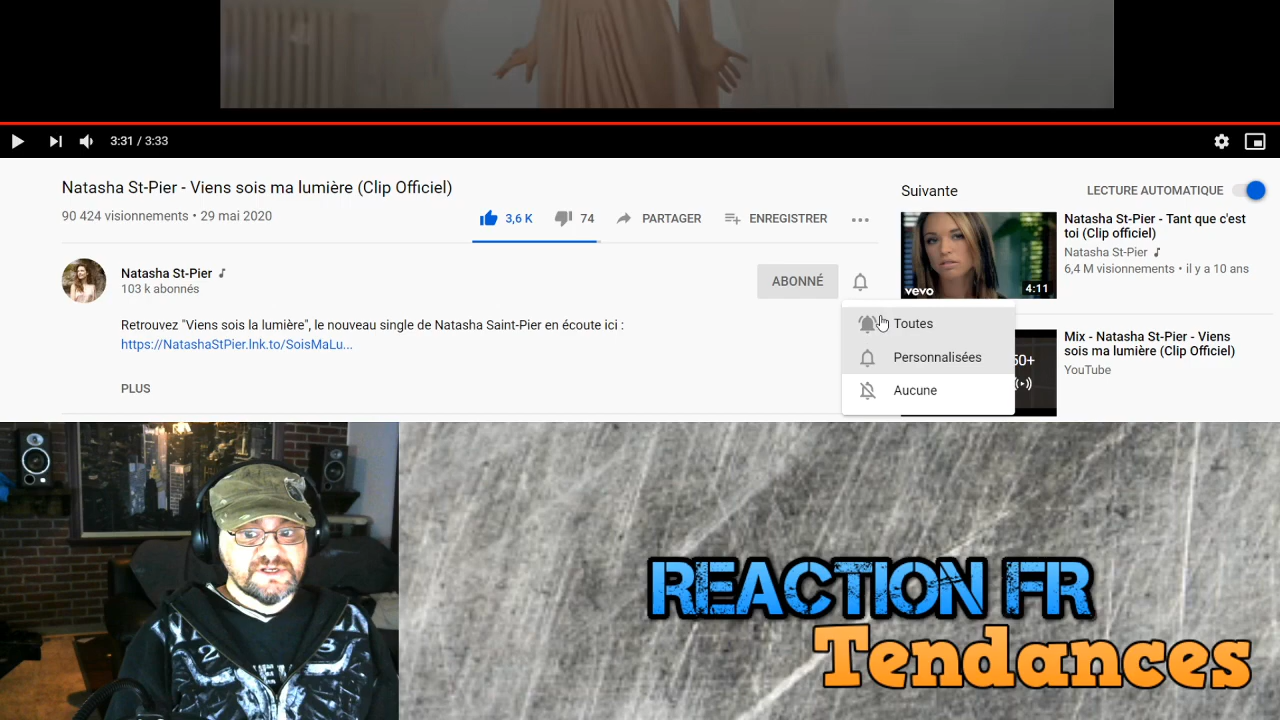 3:31 / 3:33
Natasha St-Pier - Viens sois ma lumière (Clip Officiel)
90 424 visionnements • 29 mai 2020
3,6 K
74
PARTAGER
ENREGISTRER
Natasha St-Pier
103 k abonnés
ABONNÉ
Retrouvez "Viens sois la lumière", le nouveau single de Natasha Saint-Pier en écoute ici :
https://NatashaStPier.lnk.to/SoisMaLu...
PLUS
Toutes
Personnalisées
Aucune
Suivante
LECTURE AUTOMATIQUE
vevo
4:11
Natasha St-Pier - Tant que c'est
toi (Clip officiel)
Natasha St-Pier
6,4 M visionnements • il y a 10 ans
50+
Mix - Natasha St-Pier - Viens
sois ma lumière (Clip Officiel)
YouTube
REACTION FR
Tendances